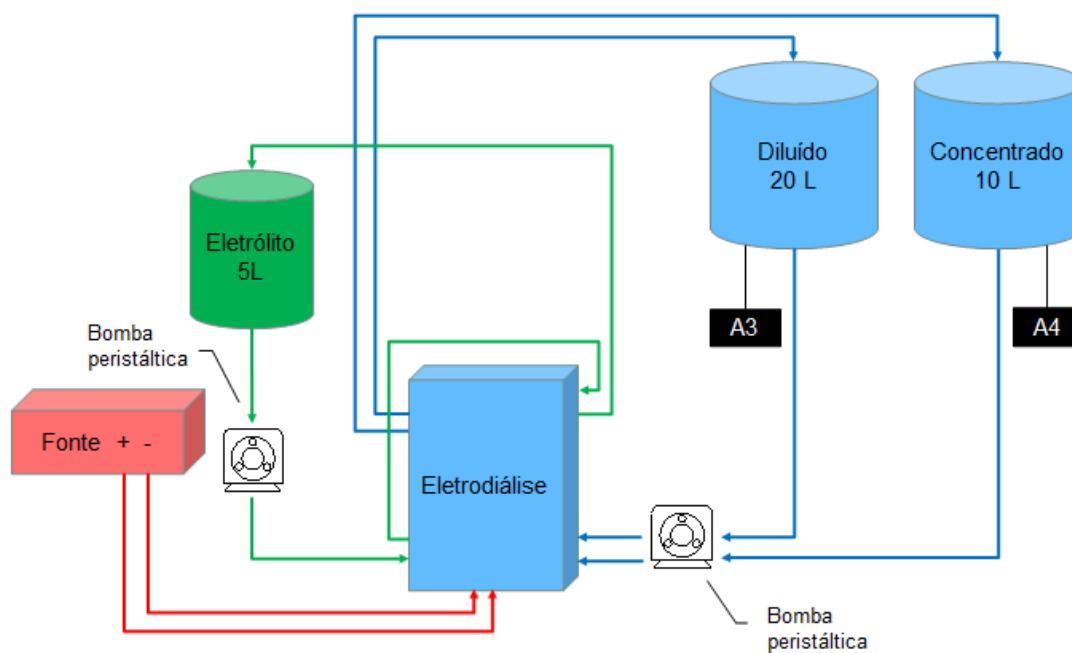 Diluído
20 L
Concentrado
10 L
Eletrólito
5L
A3
A4
Bomba
peristáltica
Fonte + -
Eletrodiálise
Bomba
peristáltica